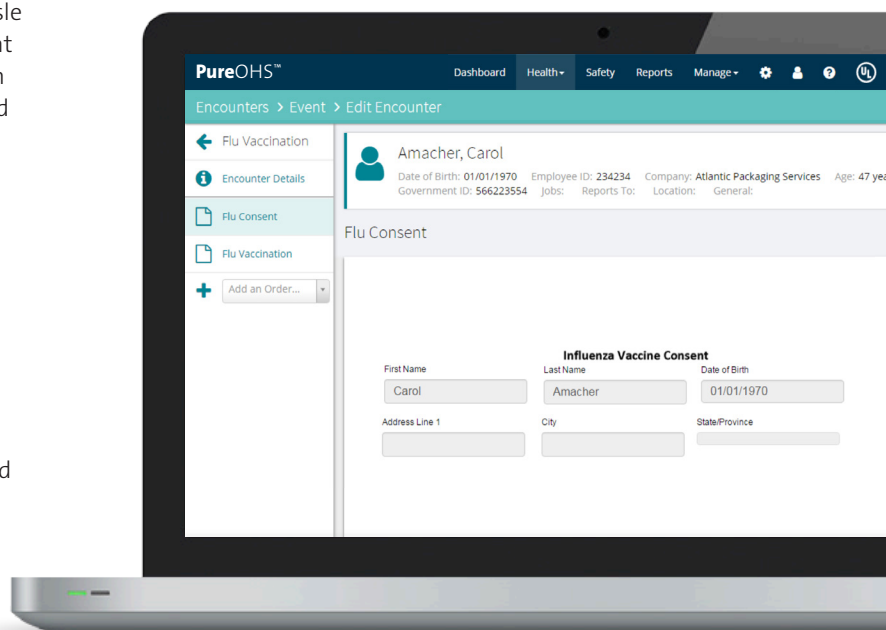 PureOHS™
Dashboard Health Safety Reports Manage
UL
Encounters > Event > Edit Encounter
Flu Vaccination
Encounter Details
Flu Consent
Flu Vaccination
Add an Order...
Amacher, Carol
Date of Birth: 01/01/1970 Employee ID: 234234 Company: Atlantic Packaging Services Age: 47
Government ID: 566223554 Jobs: Reports To: Location: General:
Flu Consent
Influenza Vaccine Consent
First Name Last Name Date of Birth
Carol Amacher 01/01/1970
Address Line 1 City State/Province